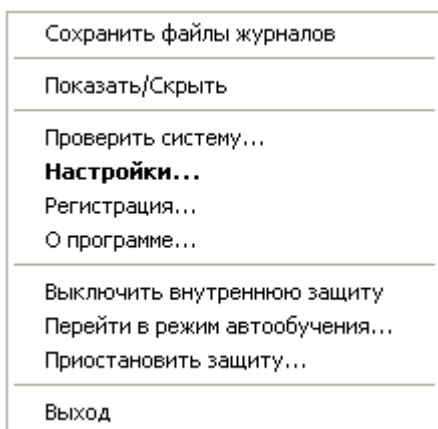 Сохранить файлы журналов
Показать/Скрыть
Проверить систему...
Настройки...
Регистрация...
О программе...
Выключить внутреннюю защиту
Перейти в режим автообучения...
Приостановить защиту...
Выход